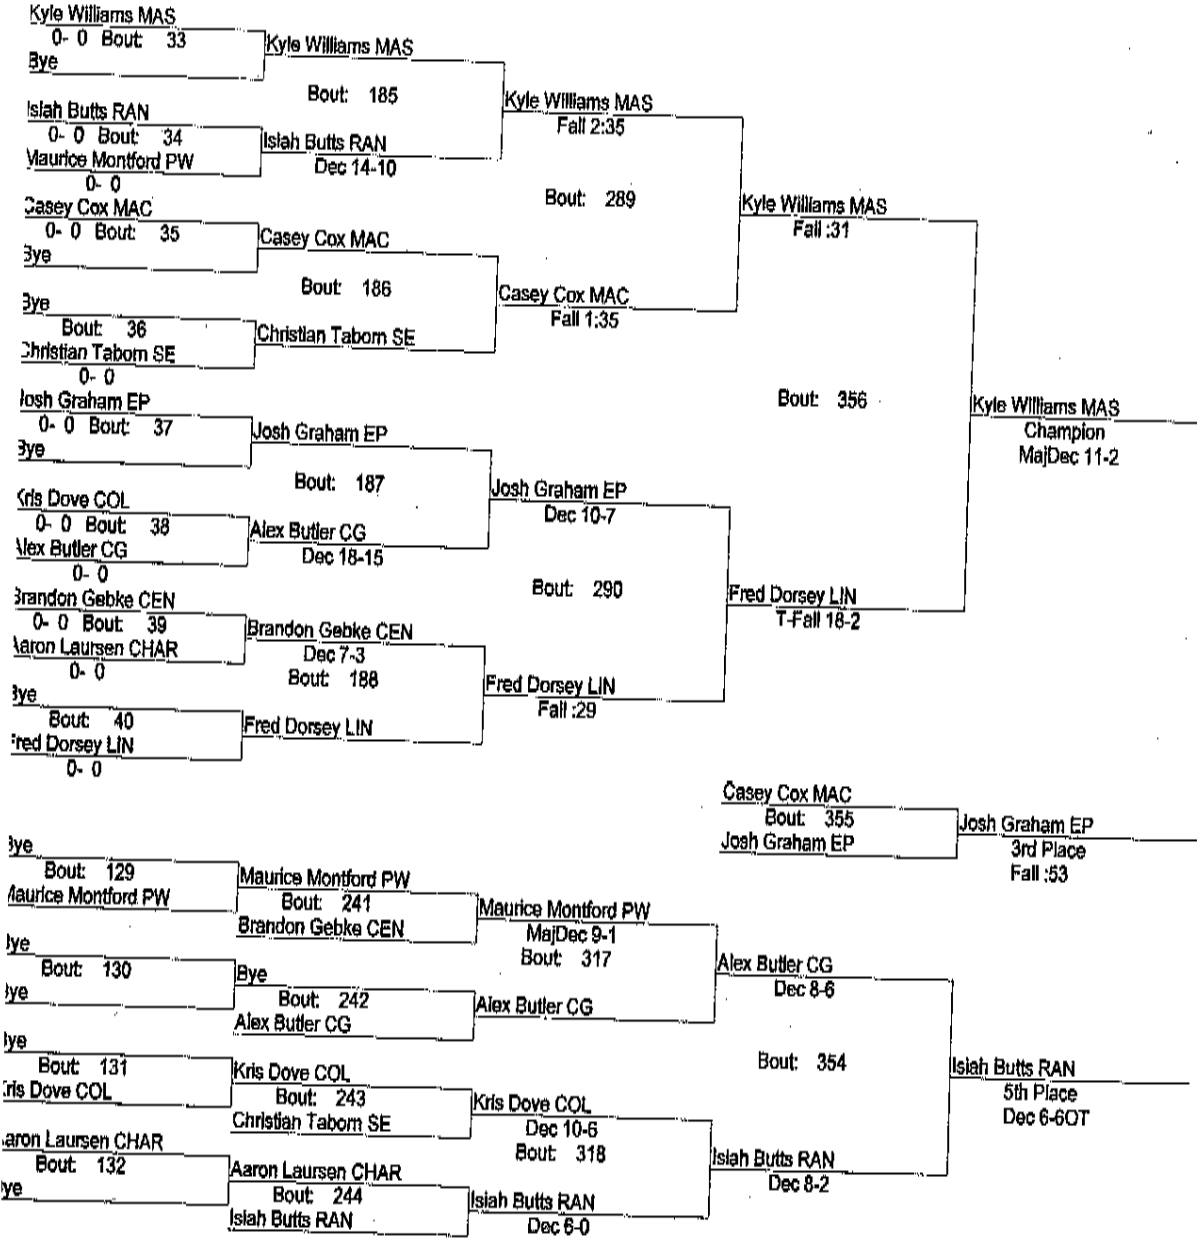 Kyle Williams MAS
0- 0 Bout: 33
Kyle Williams MAS
Bye
Bout: 185
Kyle Williams MAS
Fall 2:35
Isiah Butts RAN
0- 0 Bout: 34
Isiah Butts RAN
Maurice Montford PW
Dec 14-10
0- 0
Bout: 289
Kyle Williams MAS
Fall :31
Casey Cox MAC
0- 0 Bout: 35
Casey Cox MAC
Bye
Bout: 186
Casey Cox MAC
Fall 1:35
Bye
Bout: 36
Christian Taborn SE
Christian Taborn SE
0- 0
Bout: 356
Kyle Williams MAS
Champion
MajDec 11-2
Josh Graham EP
0- 0 Bout: 37
Josh Graham EP
Bye
Bout: 187
Josh Graham EP
Dec 10-7
Kris Dove COL
0- 0 Bout: 38
Alex Butler CG
Alex Butler CG
Dec 18-15
0- 0
Bout: 290
Fred Dorsey LIN
T-Fall 18-2
Brandon Gebke CEN
0- 0 Bout: 39
Brandon Gebke CEN
Aaron Laursen CHAR
Dec 7-3
0- 0
Bout: 188
Fred Dorsey LIN
Fall :29
Bye
Bout: 40
Fred Dorsey LIN
Fred Dorsey LIN
0- 0
Casey Cox MAC
Bout: 355
Josh Graham EP
Josh Graham EP
3rd Place
Fall :53
Bye
Bout: 129
Maurice Montford PW
Maurice Montford PW
Bout: 241
Brandon Gebke CEN
Maurice Montford PW
MajDec 9-1
Bout: 317
Bye
Bout: 130
Bye
Bye
Bout: 242
Alex Butler CG
Alex Butler CG
Alex Butler CG
Dec 8-6
Bout: 354
Isiah Butts RAN
5th Place
Dec 6-6OT
Bye
Bout: 131
Kris Dove COL
Kris Dove COL
Bout: 243
Christian Taborn SE
Kris Dove COL
Dec 10-6
Bout: 318
Isiah Butts RAN
Dec 8-2
Aaron Laursen CHAR
Bout: 132
Bye
Aaron Laursen CHAR
Bout: 244
Isiah Butts RAN
Isiah Butts RAN
Dec 6-0